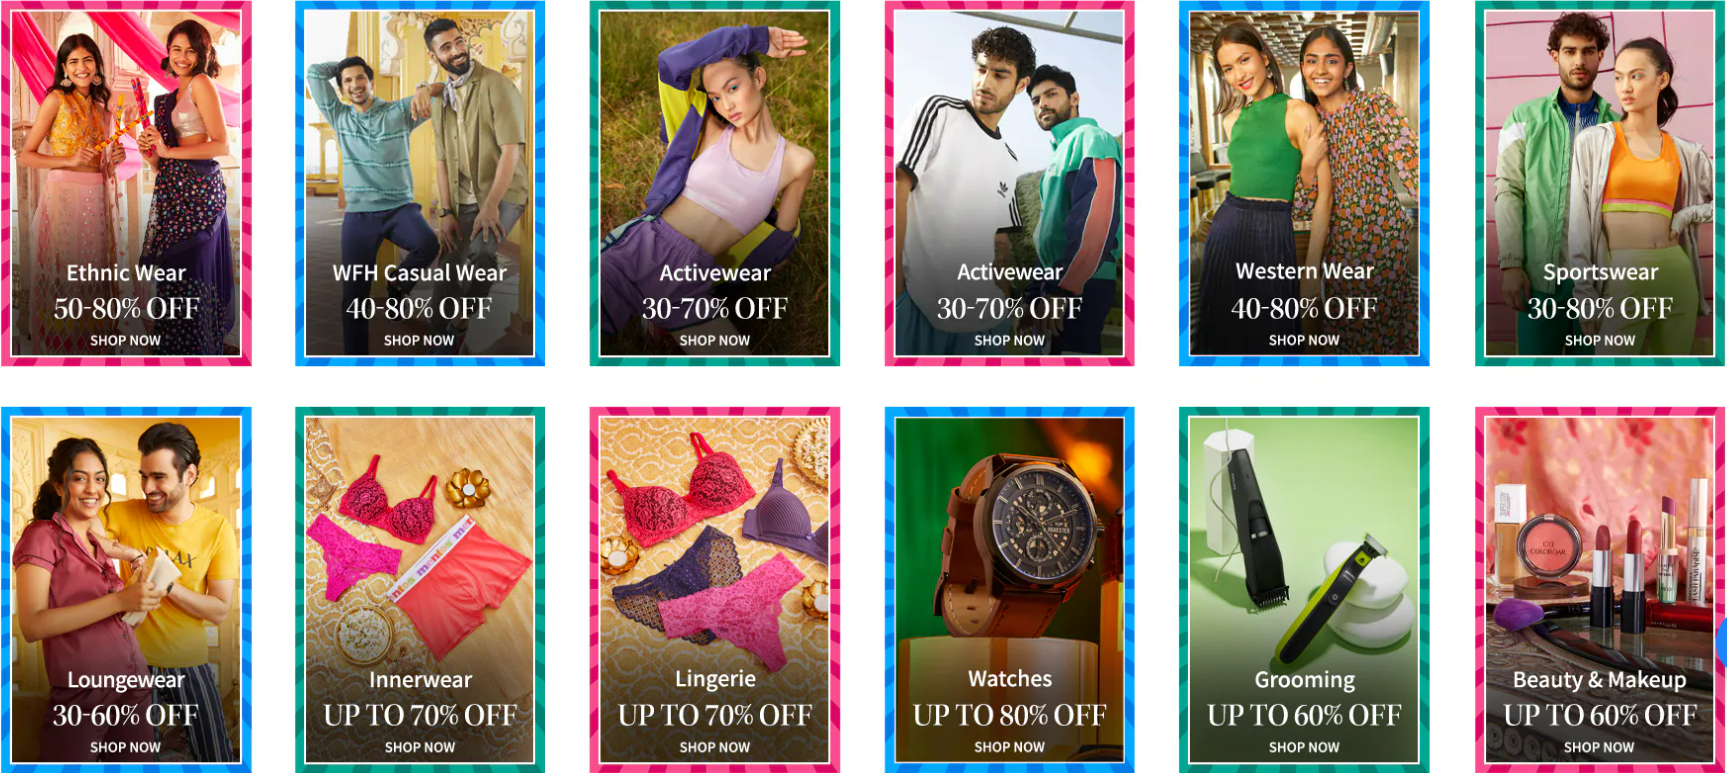 Ethnic Wear
50-80% OFF
SHOP NOW
WFH Casual Wear
40-80% OFF
SHOP NOW
Activewear
30-70% OFF
SHOP NOW
Activewear
30-70% OFF
SHOP NOW
Western Wear
40-80% OFF
SHOP NOW
Sportswear
30-80% OFF
SHOP NOW
Loungewear
30-60% OFF
SHOP NOW
Innerwear
UP TO 70% OFF
SHOP NOW
Lingerie
UP TO 70% OFF
SHOP NOW
Watches
UP TO 80% OFF
SHOP NOW
Grooming
UP TO 60% OFF
SHOP NOW
COLORBAR
Beauty & Makeup
UP TO 60% OFF
SHOP NOW